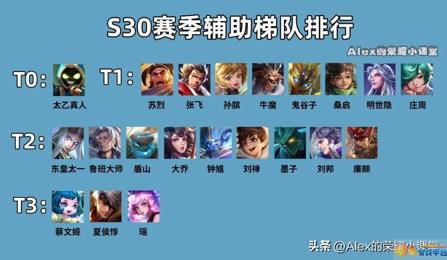 S30赛季辅助梯队排行
Alex的荣耀小课堂
T0:
太乙真人
T1:
苏烈 张飞 孙膑 牛魔 鬼谷子 桑启 明世隐 庄周
T2:
东皇太一 鲁班大师 盾山 大乔 钟馗 刘禅 墨子 刘邦 廉颇
T3:
蔡文姬 夏侯惇 瑶
头条 @Alex的荣耀小课堂